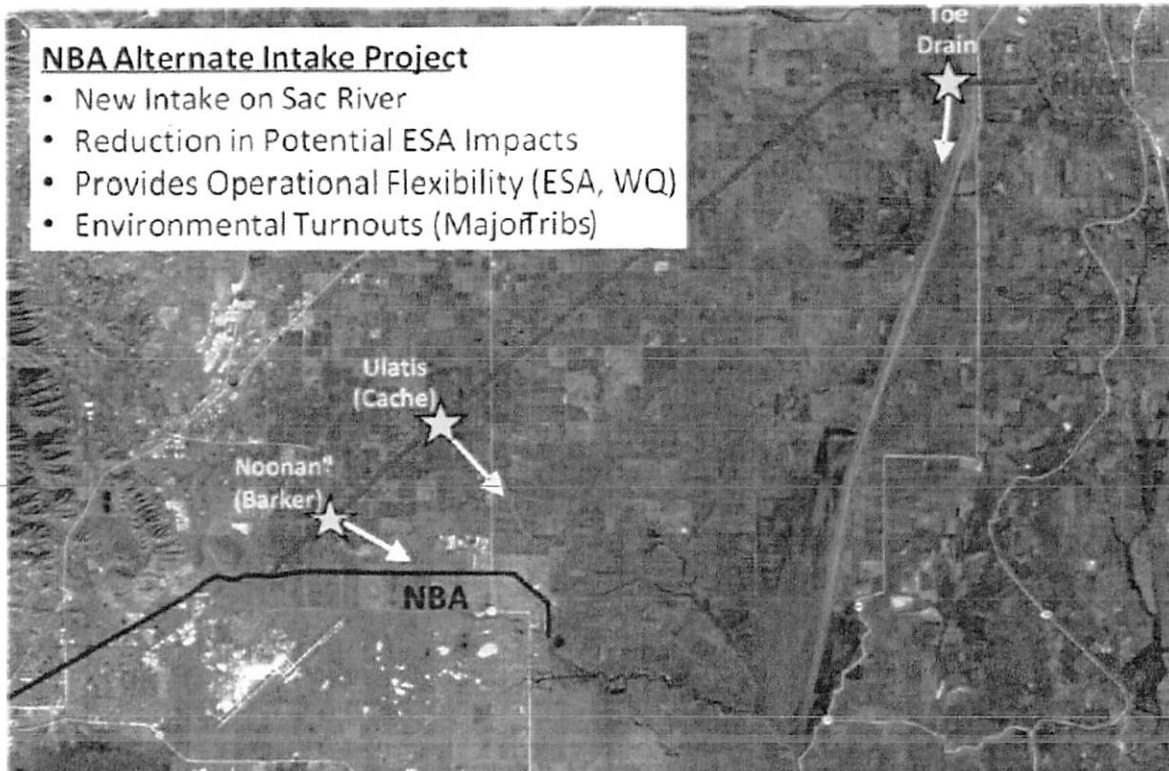 NBA Alternate Intake Project
• New Intake on Sac River
• Reduction in Potential ESA Impacts
• Provides Operational Flexibility (ESA, WQ)
• Environmental Turnouts (MajorTribs)
Toe
Drain
River
Ulatis
(Cache)
Noonan
(Barker)
NBA